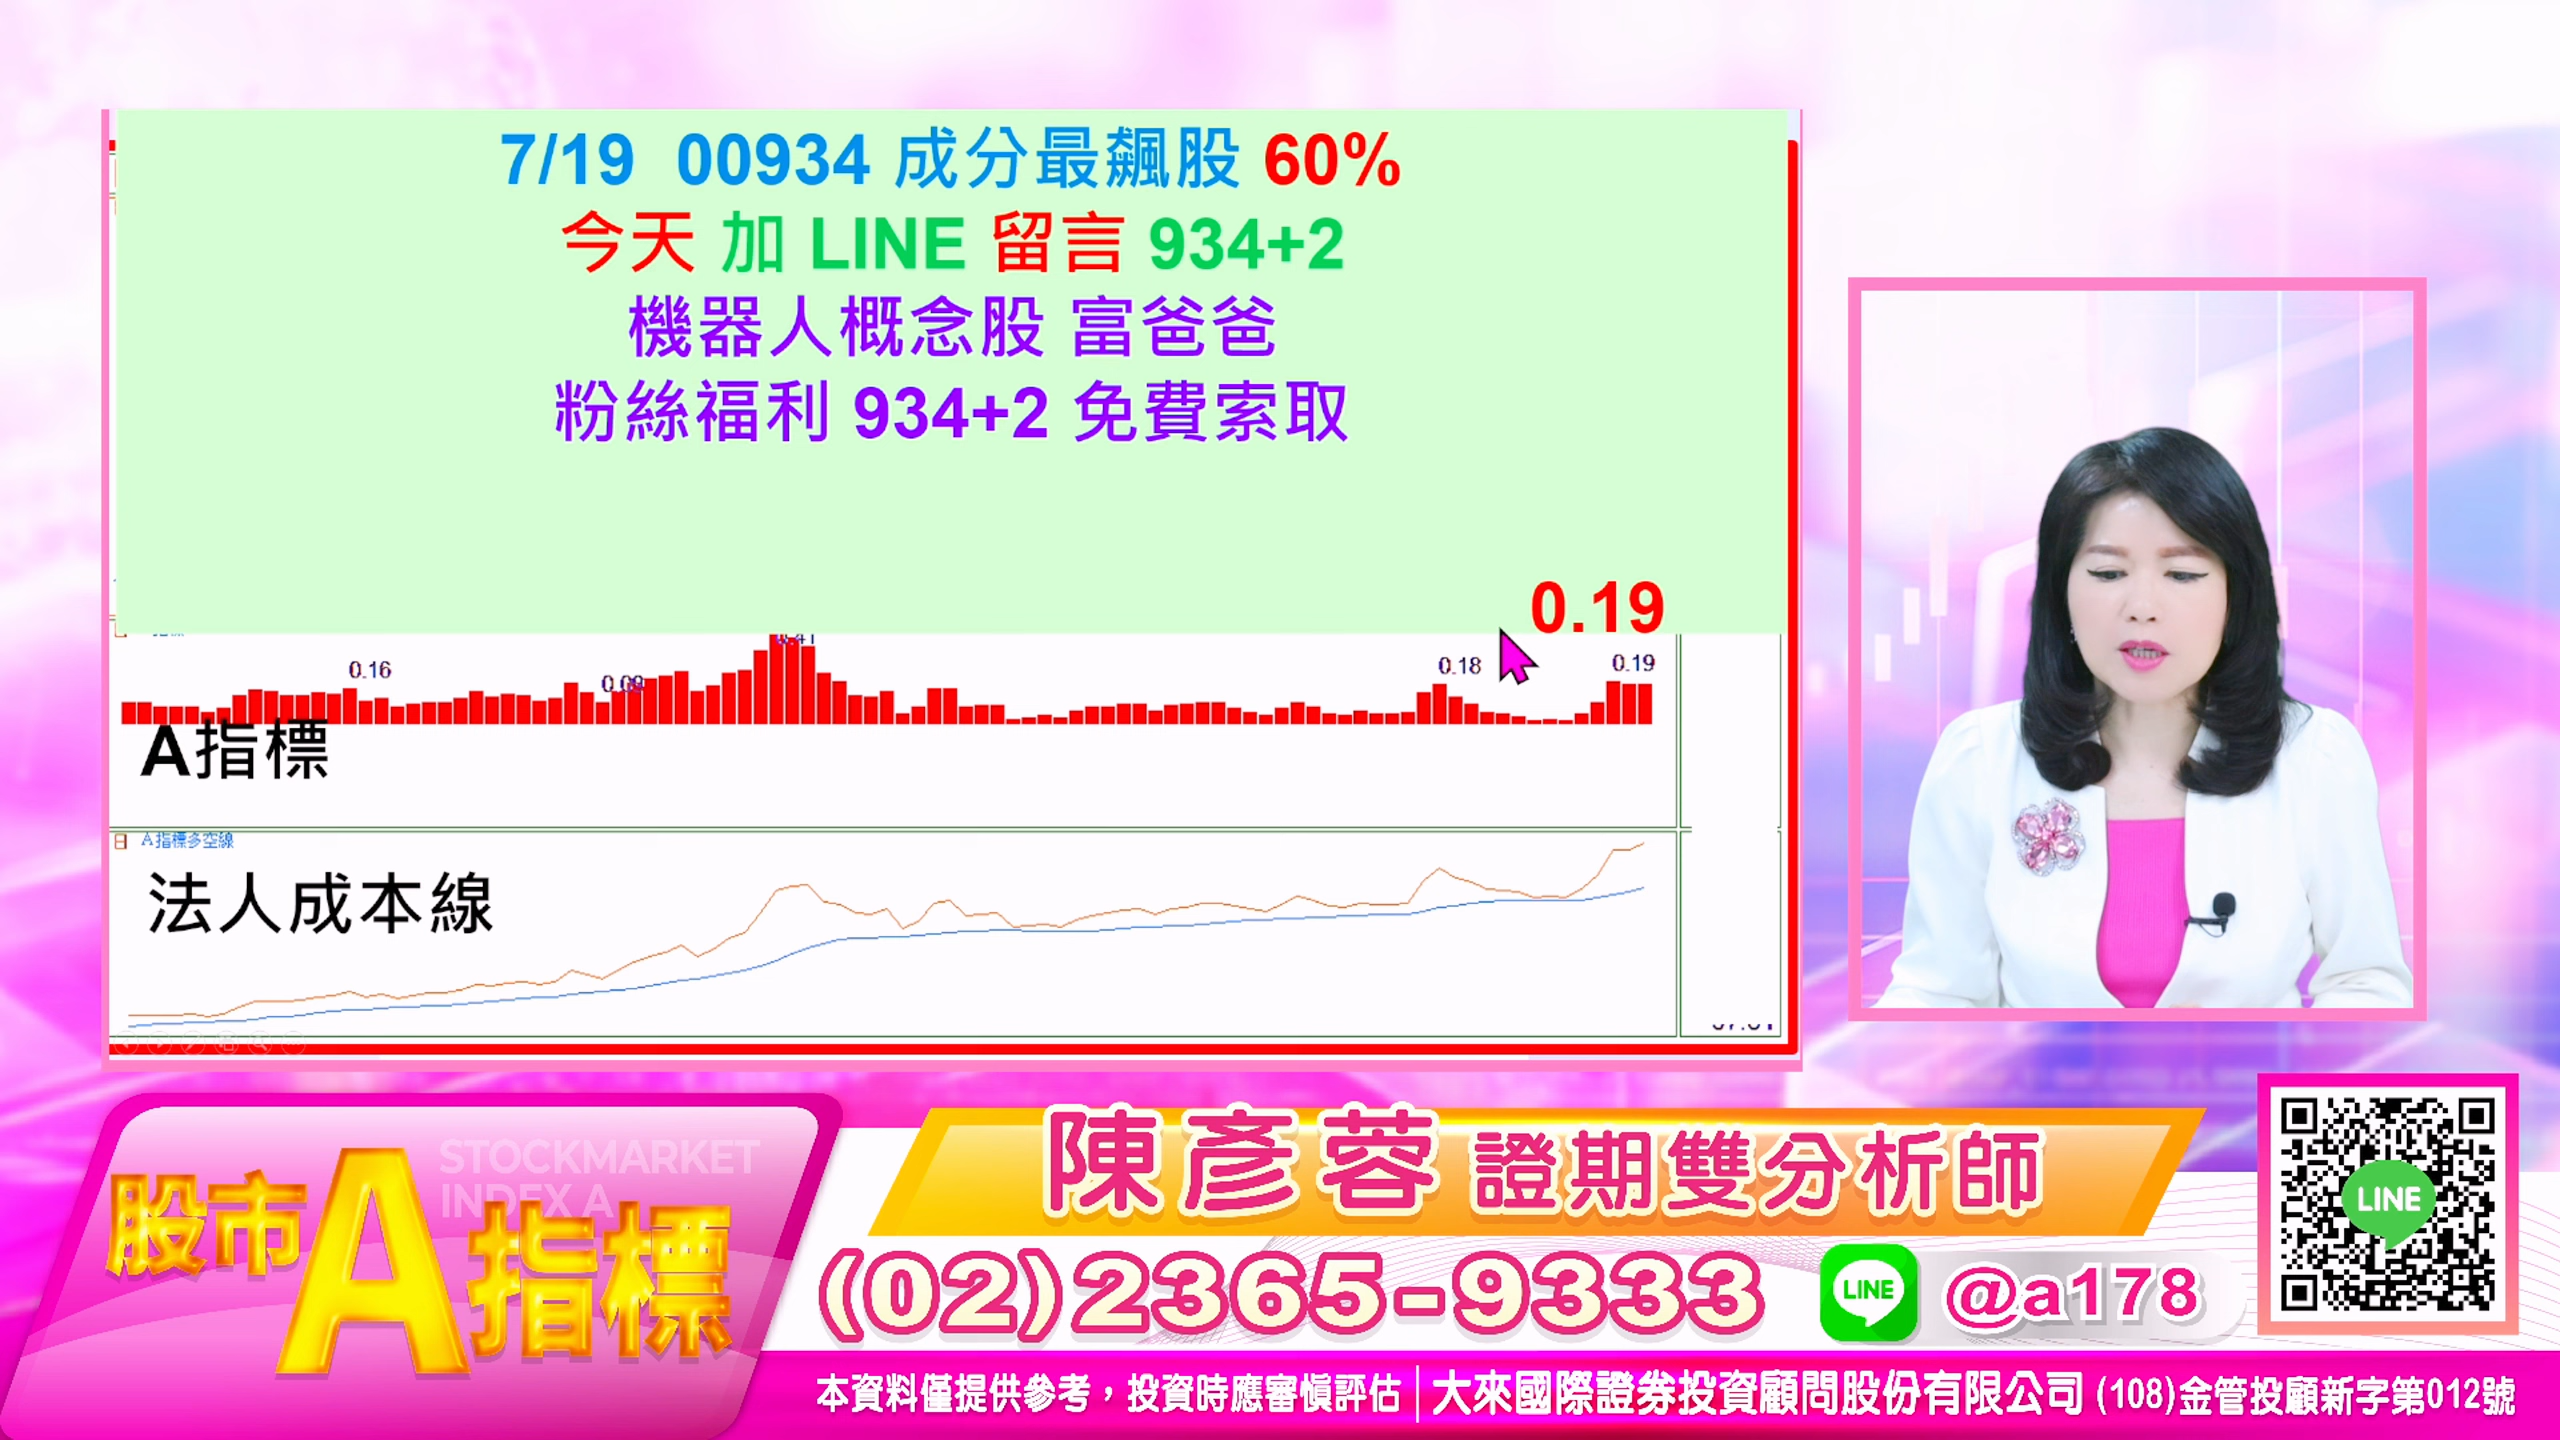 7/19 00934 成分最飆股 60%
今天 加 LINE 留言 934+2
機器人概念股 富爸爸
粉絲福利 934+2 免費索取
0.19
0.16
0.09
0.18
0.19
A指標
A指標多空線
法人成本線
股市A指標
STOCKMARKET
INDEX A
陳彥蓉 證期雙分析師
(02)2365-9333
LINE
@a178
LINE
本資料僅提供參考，投資時應審慎評估
大來國際證券投資顧問股份有限公司 (108)金管投顧新字第012號